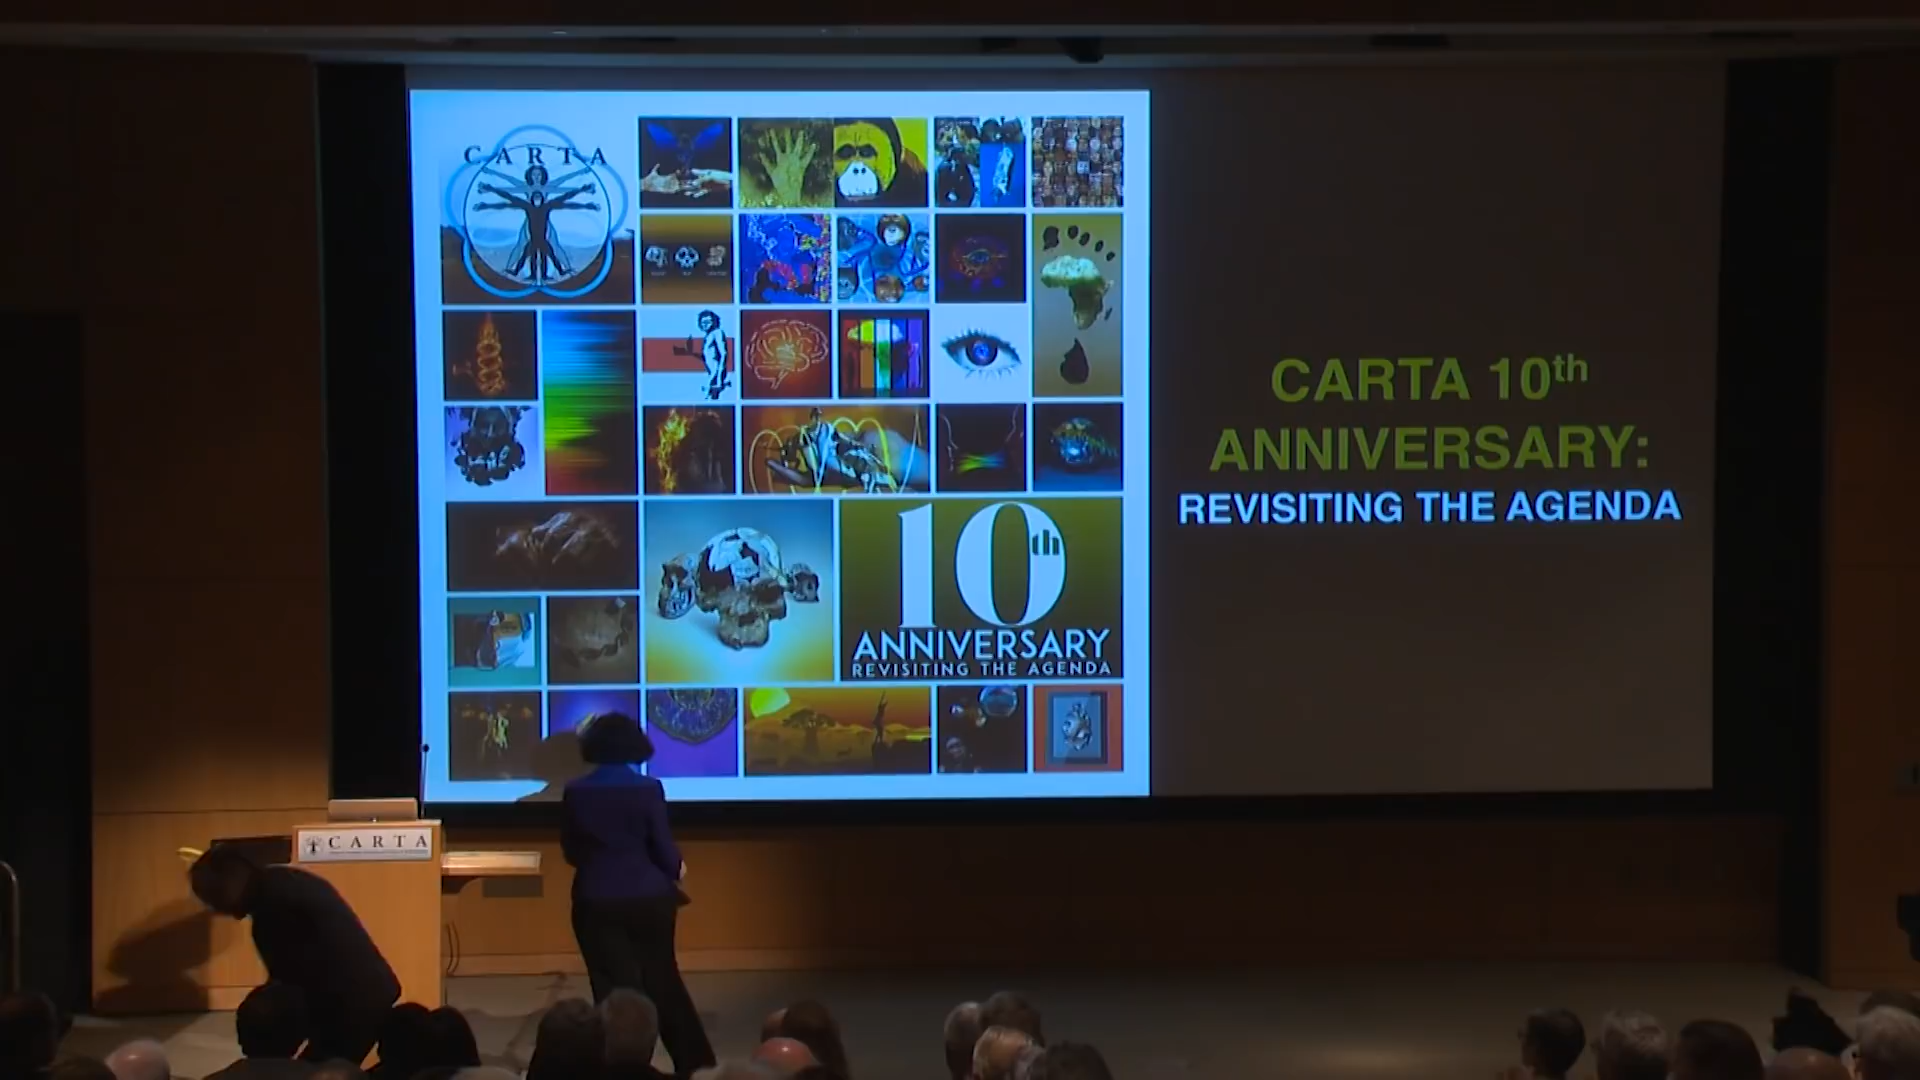 CARTA
CARTA 10th
ANNIVERSARY:
REVISITING THE AGENDA
10th
ANNIVERSARY
REVISITING THE AGENDA
CARTA